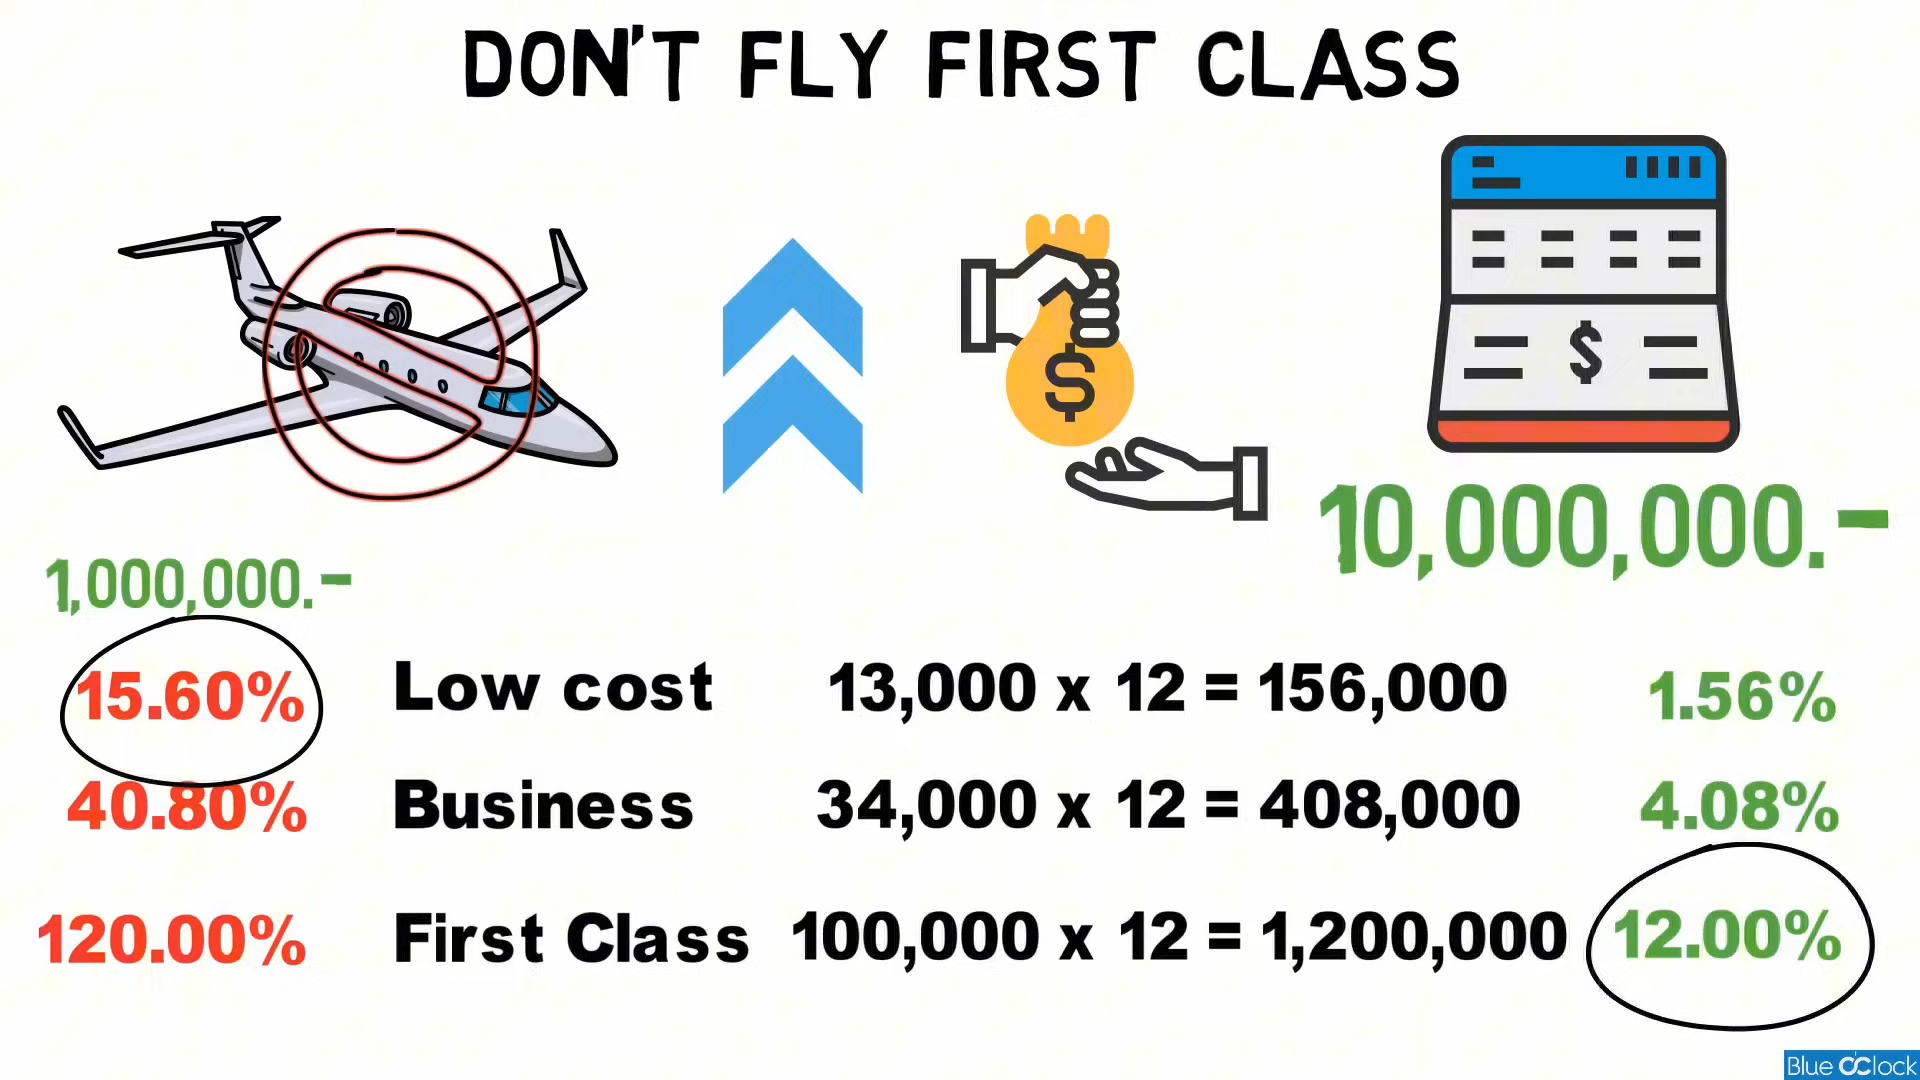 DON'T FLY FIRST CLASS
$
$
10,000,000.-
1,000,000.-
15.60% Low cost 13,000 x 12 = 156,000 1.56%
40.80% Business 34,000 x 12 = 408,000 4.08%
120.00% First Class 100,000 x 12 = 1,200,000 12.00%
Blue O'Clock